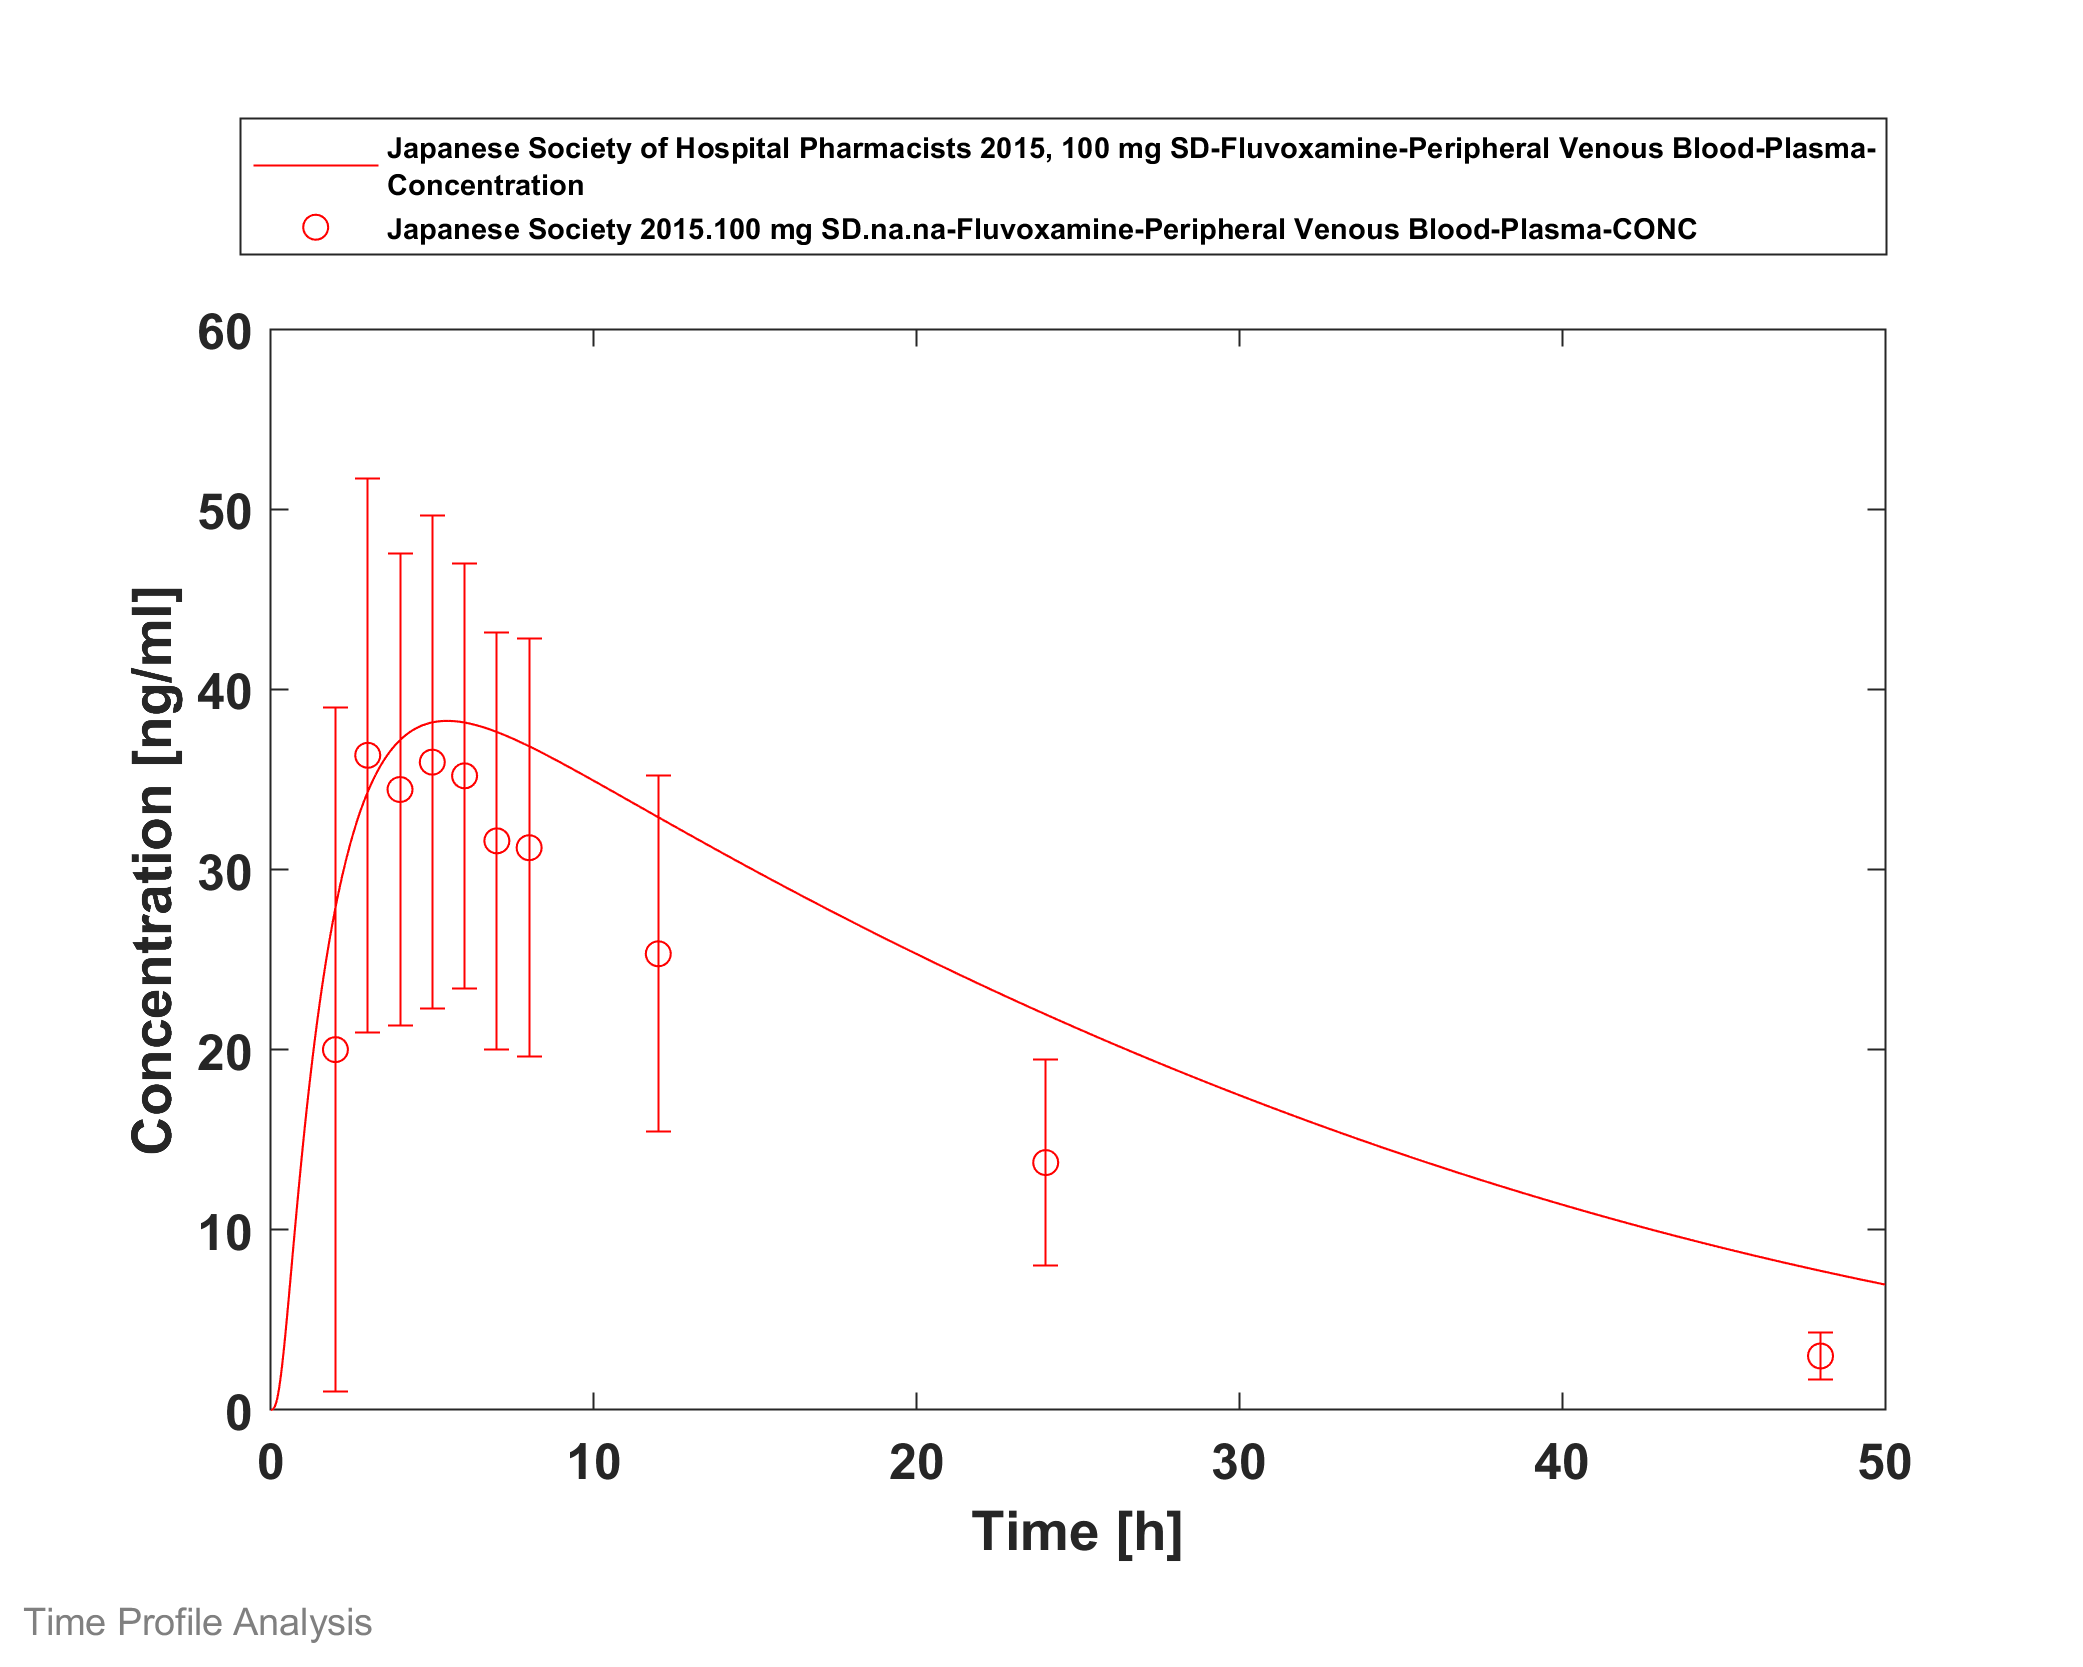 Japanese Society of Hospital Pharmacists 2015, 100 mg SD-Fluvoxamine-Peripheral Venous Blood-Plasma-
Concentration
Japanese Society 2015.100 mg SD.na.na-Fluvoxamine-Peripheral Venous Blood-Plasma-CONC
60
50
40
30
20
10
0
Concentration [ng/ml]
0 10 20 30 40 50
Time [h]
Time Profile Analysis